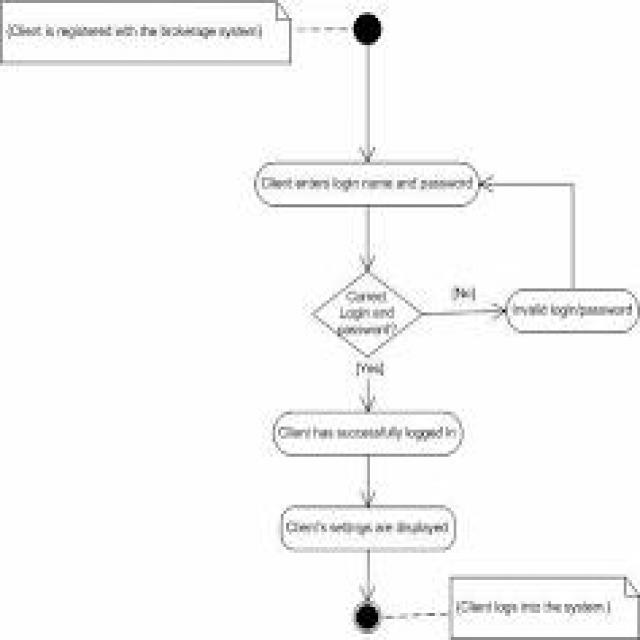 {Client is registered with the brokerage system}
Client enters login name and password
Correct
Login and
password?
[No]
Invalid login/password
[Yes]
Client has successfully logged in
Client's settings are displayed
{Client logs into the system.}